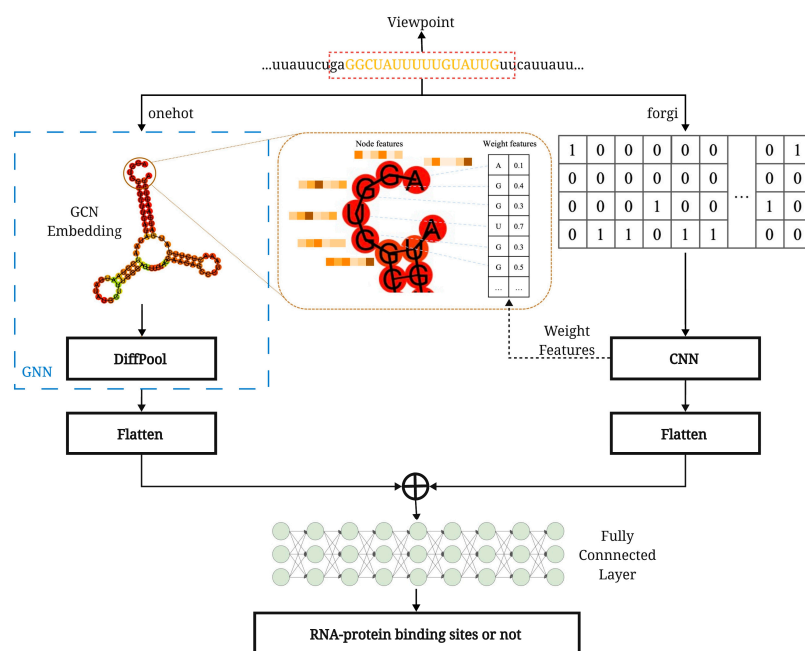 Viewpoint
...uuauucugaGGCUAUUUUUGUAUUGuucauuauu...
onehot
forgi
GCN
Embedding
Node features
Weight features
A 0.1
G 0.4
G 0.3
U 0.7
G 0.3
G 0.5
... ...
G G A
G
U
G
G U A
1 0 0 0 0 0 0 1
0 0 0 0 0 0 0 0
... 
0 0 0 1 0 0 1 0
0 1 1 0 1 1 0 0
Weight
Features
DiffPool
GNN
CNN
Flatten
Flatten
Fully
Connnected
Layer
RNA-protein binding sites or not